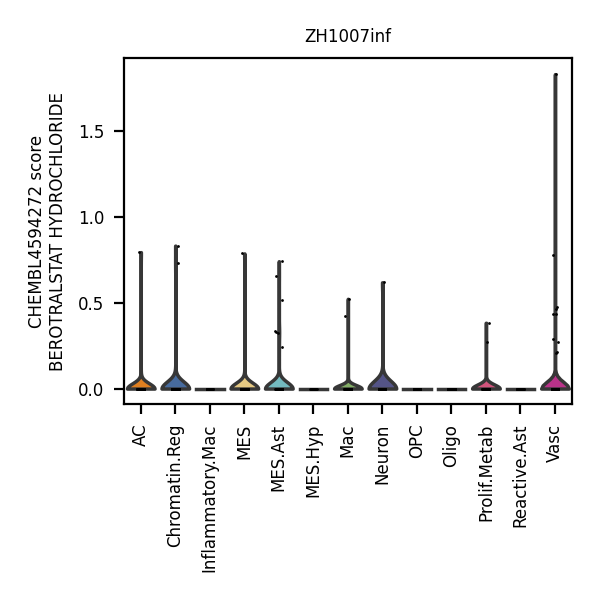 ZH1007inf
CHEMBL4594272 score
BEROTRALSTAT HYDROCHLORIDE
1.5
1.0
0.5
0.0
AC
Chromatin.Reg
Inflammatory.Mac
MES
MES.Ast
MES.Hyp
Mac
Neuron
OPC
Oligo
Prolif.Metab
Reactive.Ast
Vasc